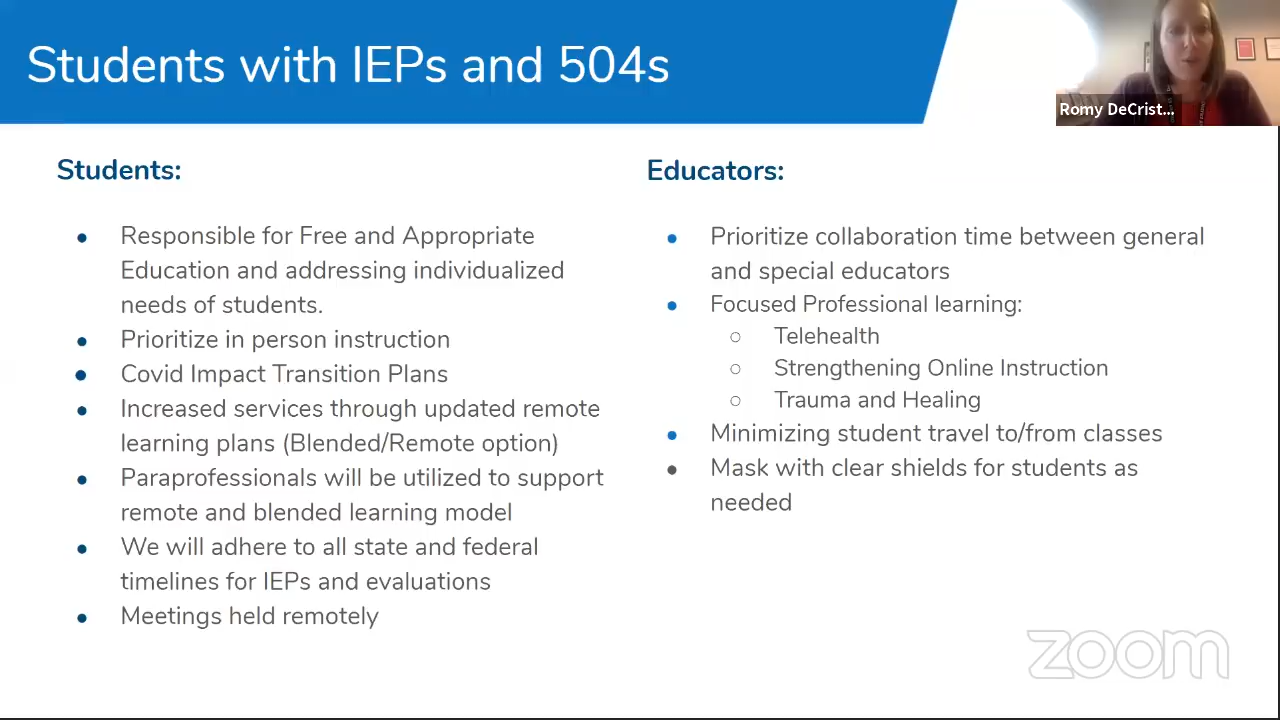 Students with IEPs and 504s
Romy DeCrist...
Students:
Responsible for Free and Appropriate
Education and addressing individualized
needs of students.
Prioritize in person instruction
Covid Impact Transition Plans
Increased services through updated remote
learning plans (Blended/Remote option)
Paraprofessionals will be utilized to support
remote and blended learning model
We will adhere to all state and federal
timelines for IEPs and evaluations
Meetings held remotely
Educators:
Prioritize collaboration time between general
and special educators
Focused Professional learning:
Telehealth
Strengthening Online Instruction
Trauma and Healing
Minimizing student travel to/from classes
Mask with clear shields for students as
needed
zoom